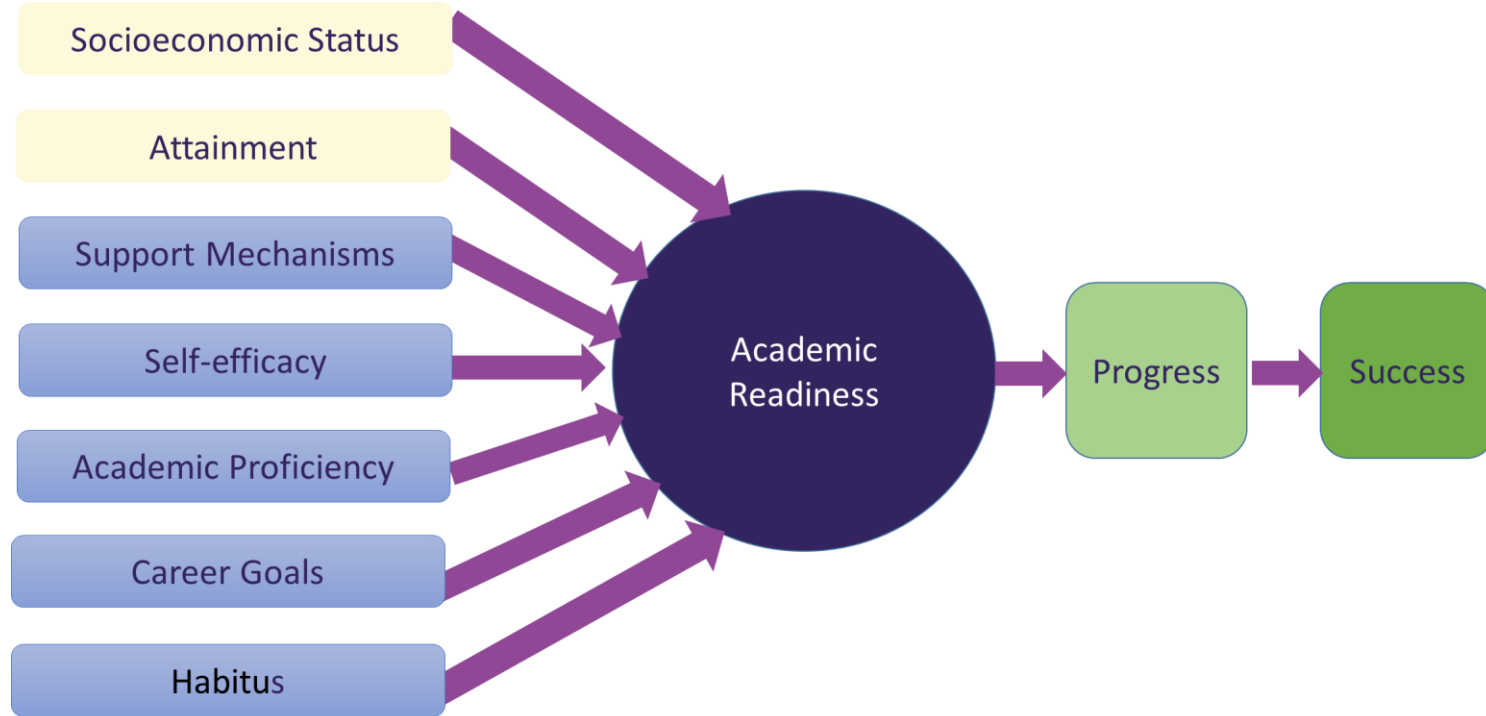 Socioeconomic Status
Attainment
Support Mechanisms
Self-efficacy
Academic Proficiency
Career Goals
Habitus
Academic
Readiness
Progress
Success